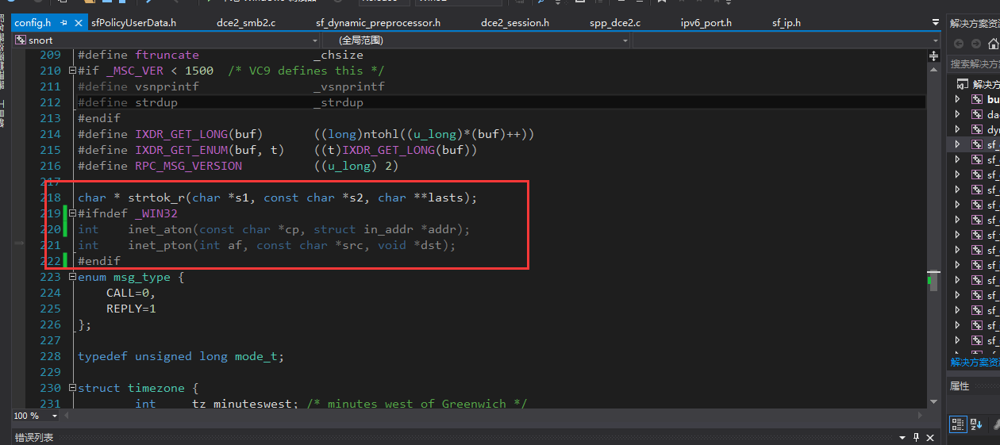 config.h
sfPolicyUserData.h
dce2_smb2.c
sf_dynamic_preprocessor.h
dce2_session.h
spp_dce2.c
ipv6_port.h
sf_ip.h
snort
(全局范围)
209 #define ftruncate _chsize
210 #if _MSC_VER < 1500 /* VC9 defines this */
211 #define vsnprintf _vsnprintf
212 #define strdup _strdup
213 #endif
214 #define IXDR_GET_LONG(buf) ((long)ntohl((u_long)*(buf)++))
215 #define IXDR_GET_ENUM(buf, t) ((t)IXDR_GET_LONG(buf))
216 #define RPC_MSG_VERSION ((u_long) 2)
217
218 char * strtok_r(char *s1, const char *s2, char **lasts);
219 #ifndef _WIN32
220 int inet_aton(const char *cp, struct in_addr *addr);
221 int inet_pton(int af, const char *src, void *dst);
222 #endif
223 enum msg_type {
224 CALL=0,
225 REPLY=1
226 };
227
228 typedef unsigned long mode_t;
229
230 struct timezone {
231 int tz_minuteswest; /* minutes west of Greenwich */
100 %
错误列表
解决方案资
搜索解决方案
解决方
bu
da
dy
sf_
sf_
sf_
sf_
sf_
sf_
sf_
sf_
sf_
sf_
sf_
sf_
sf_
sf_
解决方案资
属性